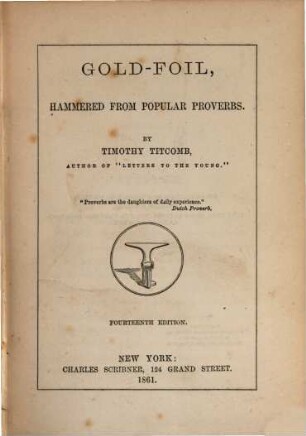 GOLD-FOIL,
HAMMERED FROM POPULAR PROVERBS.
BY
TIMOTHY TITCOMB,
AUTHOR OF "LETTERS TO THE YOUNG."
"Proverbs are the daughters of daily experience."
Dutch Proverb,
FOURTEENTH EDITION.
NEW YORK:
CHARLES SCRIBNER, 124 GRAND STREET.
1861.